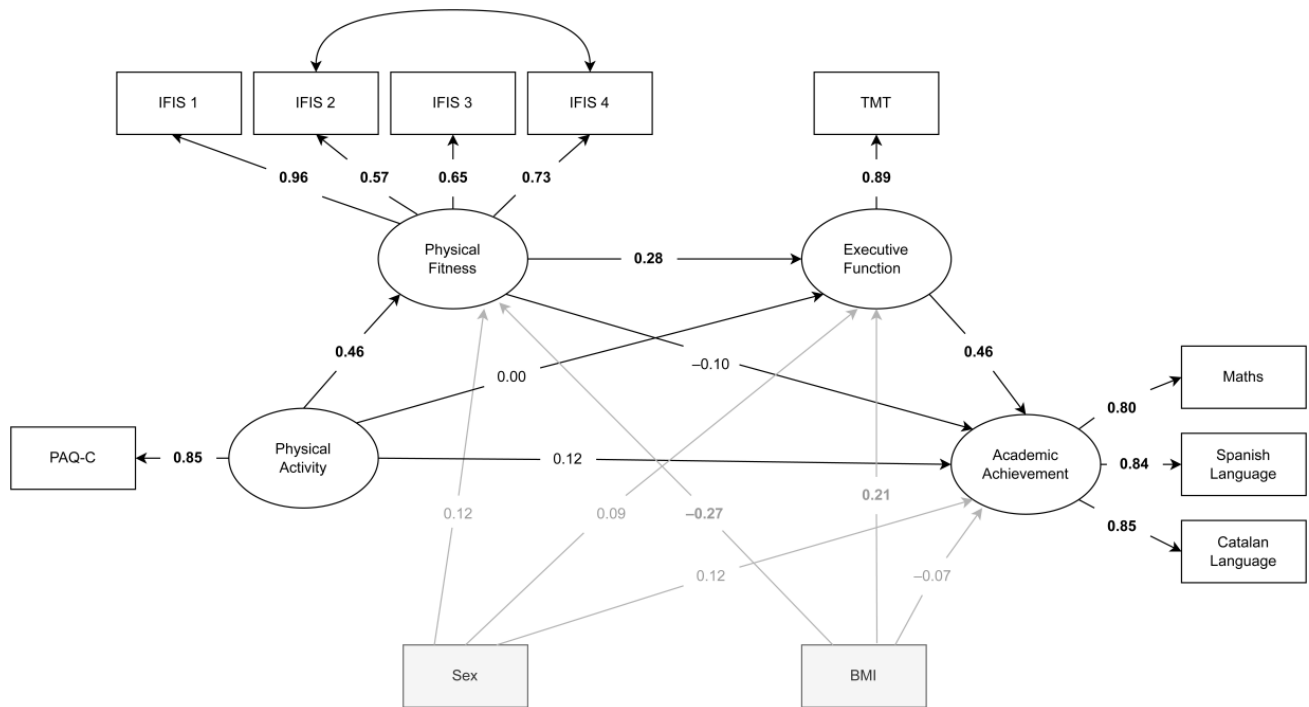 IFIS 1
IFIS 2
IFIS 3
IFIS 4
TMT
0.96
0.57
0.65
0.73
0.89
Physical
Fitness
0.28
Executive
Function
0.46
0.00
–0.10
0.46
Maths
0.80
PAQ-C
0.85
Physical
Activity
0.12
Academic
Achievement
0.84
Spanish
Language
0.12
0.09
–0.27
0.21
0.85
Catalan
Language
0.12
–0.07
Sex
BMI